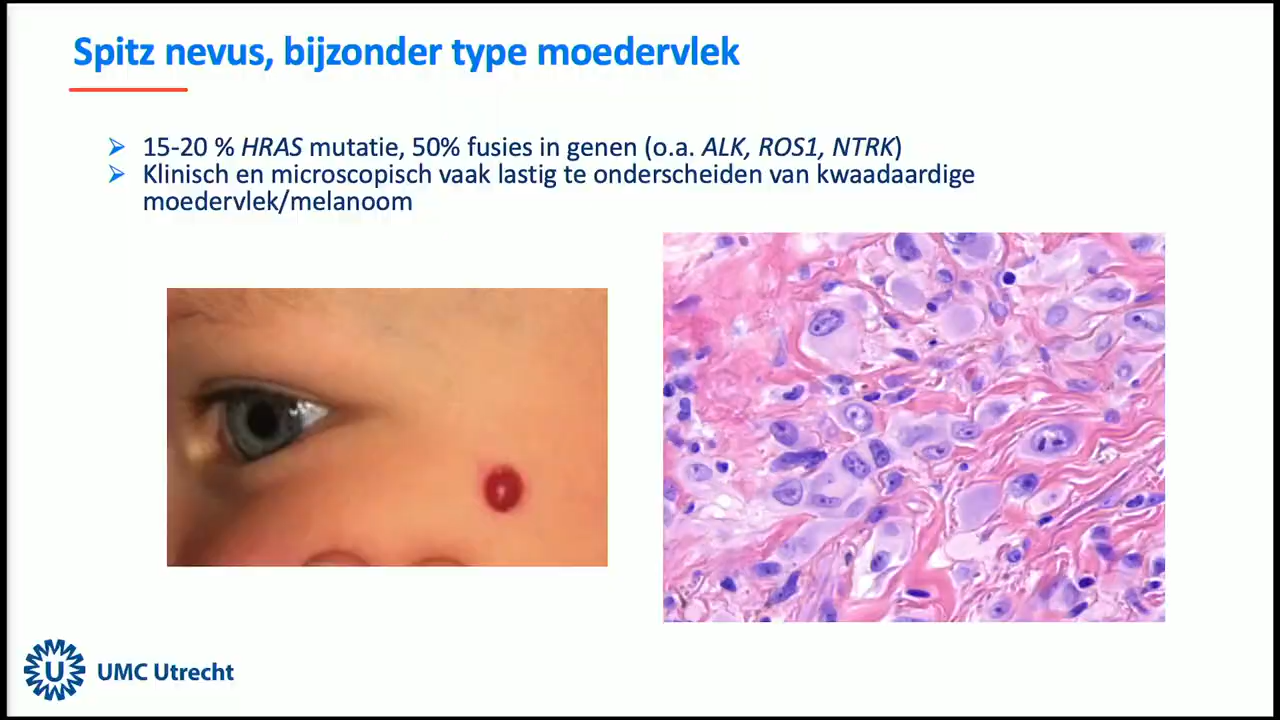 Spitz nevus, bijzonder type moedervlek
15-20 % HRAS mutatie, 50% fusies in genen (o.a. ALK, ROS1, NTRK)
Klinisch en microscopisch vaak lastig te onderscheiden van kwaadaardige
moedervlek/melanoom
U UMC Utrecht